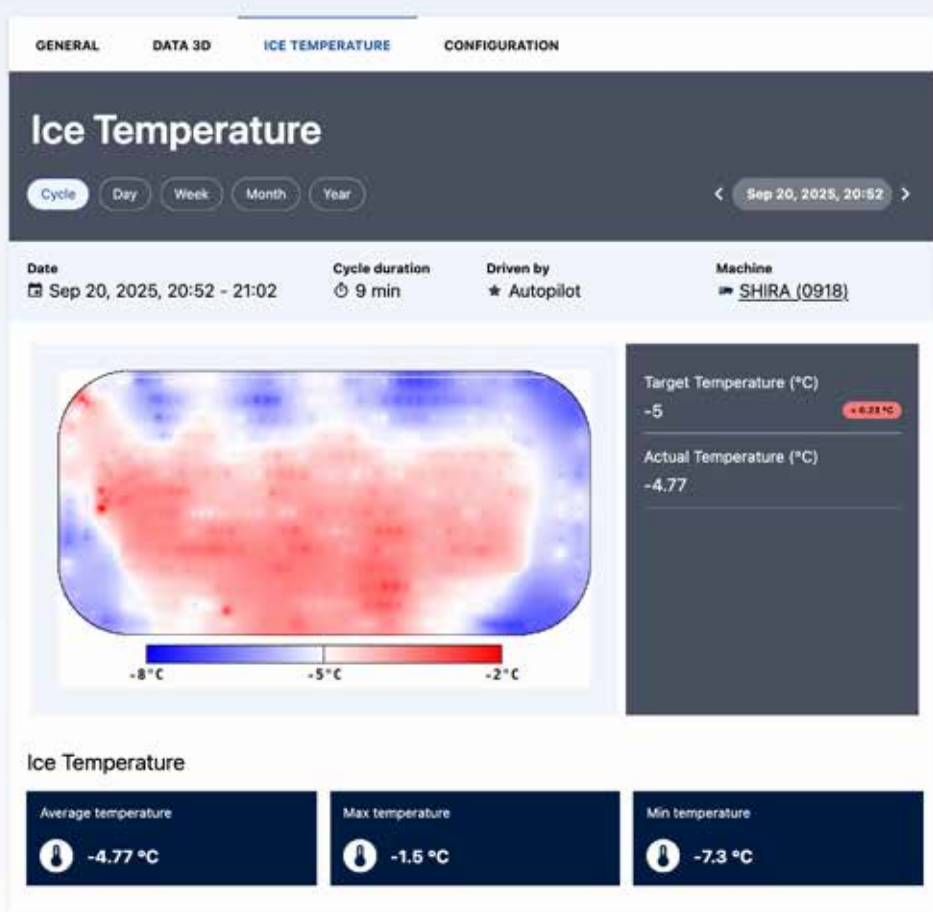 GENERAL DATA 3D ICE TEMPERATURE CONFIGURATION
Ice Temperature
Cycle Day Week Month Year
Sep 20, 2025, 20:52
Date Cycle duration Driven by Machine
Sep 20, 2025, 20:52 - 21:02 9 min Autopilot SHIRA (0918)
Target Temperature (°C)
-5
Actual Temperature (°C)
-4.77
-8°C -5°C -2°C
Ice Temperature
Average temperature Max temperature Min temperature
-4.77 °C -1.5 °C -7.3 °C